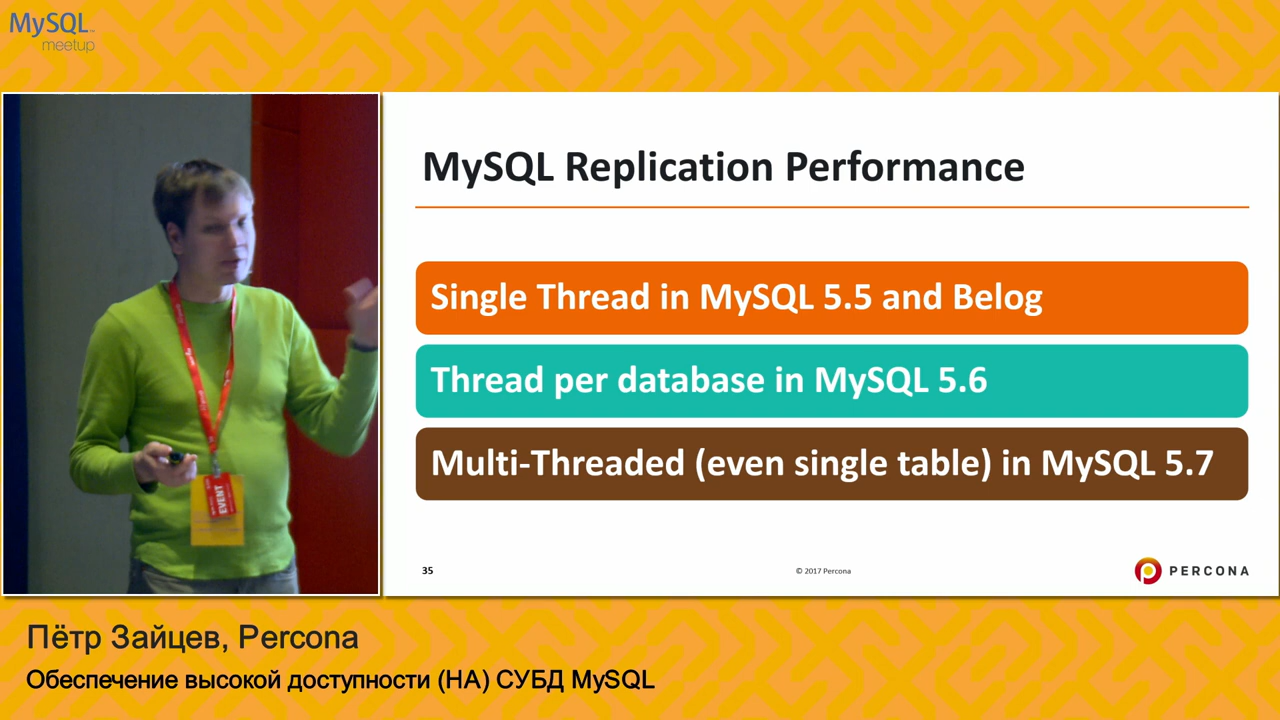 MySQL
meetup
MySQL Replication Performance
Single Thread in MySQL 5.5 and Belog
Thread per database in MySQL 5.6
Multi-Threaded (even single table) in MySQL 5.7
EVENT
35
© 2017 Percona
PERCONA
Пётр Зайцев, Percona
Обеспечение высокой доступности (HA) СУБД MySQL